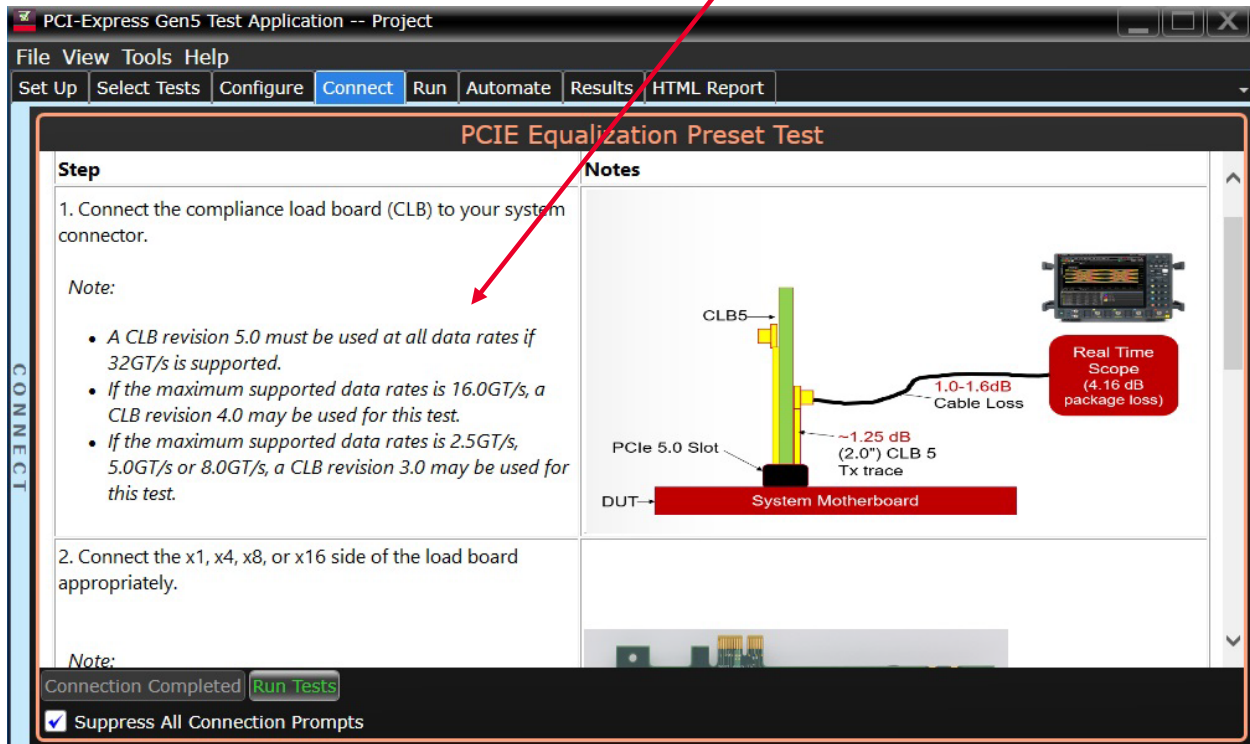 PCI-Express Gen5 Test Application -- Project
File View Tools Help
Set Up Select Tests Configure Connect Run Automate Results HTML Report
PCIE Equalization Preset Test
Step
Notes
1. Connect the compliance load board (CLB) to your system
connector.
Note:
• A CLB revision 5.0 must be used at all data rates if
32GT/s is supported.
• If the maximum supported data rates is 16.0GT/s, a
CLB revision 4.0 may be used for this test.
• If the maximum supported data rates is 2.5GT/s,
5.0GT/s or 8.0GT/s, a CLB revision 3.0 may be used for
this test.
CLB5
Real Time
Scope
(4.16 dB
package loss)
1.0-1.6dB
Cable Loss
~1.25 dB
(2.0") CLB 5
Tx trace
PCIe 5.0 Slot
DUT
System Motherboard
2. Connect the x1, x4, x8, or x16 side of the load board
appropriately.
Note:
CONNECT
Connection Completed Run Tests
Suppress All Connection Prompts